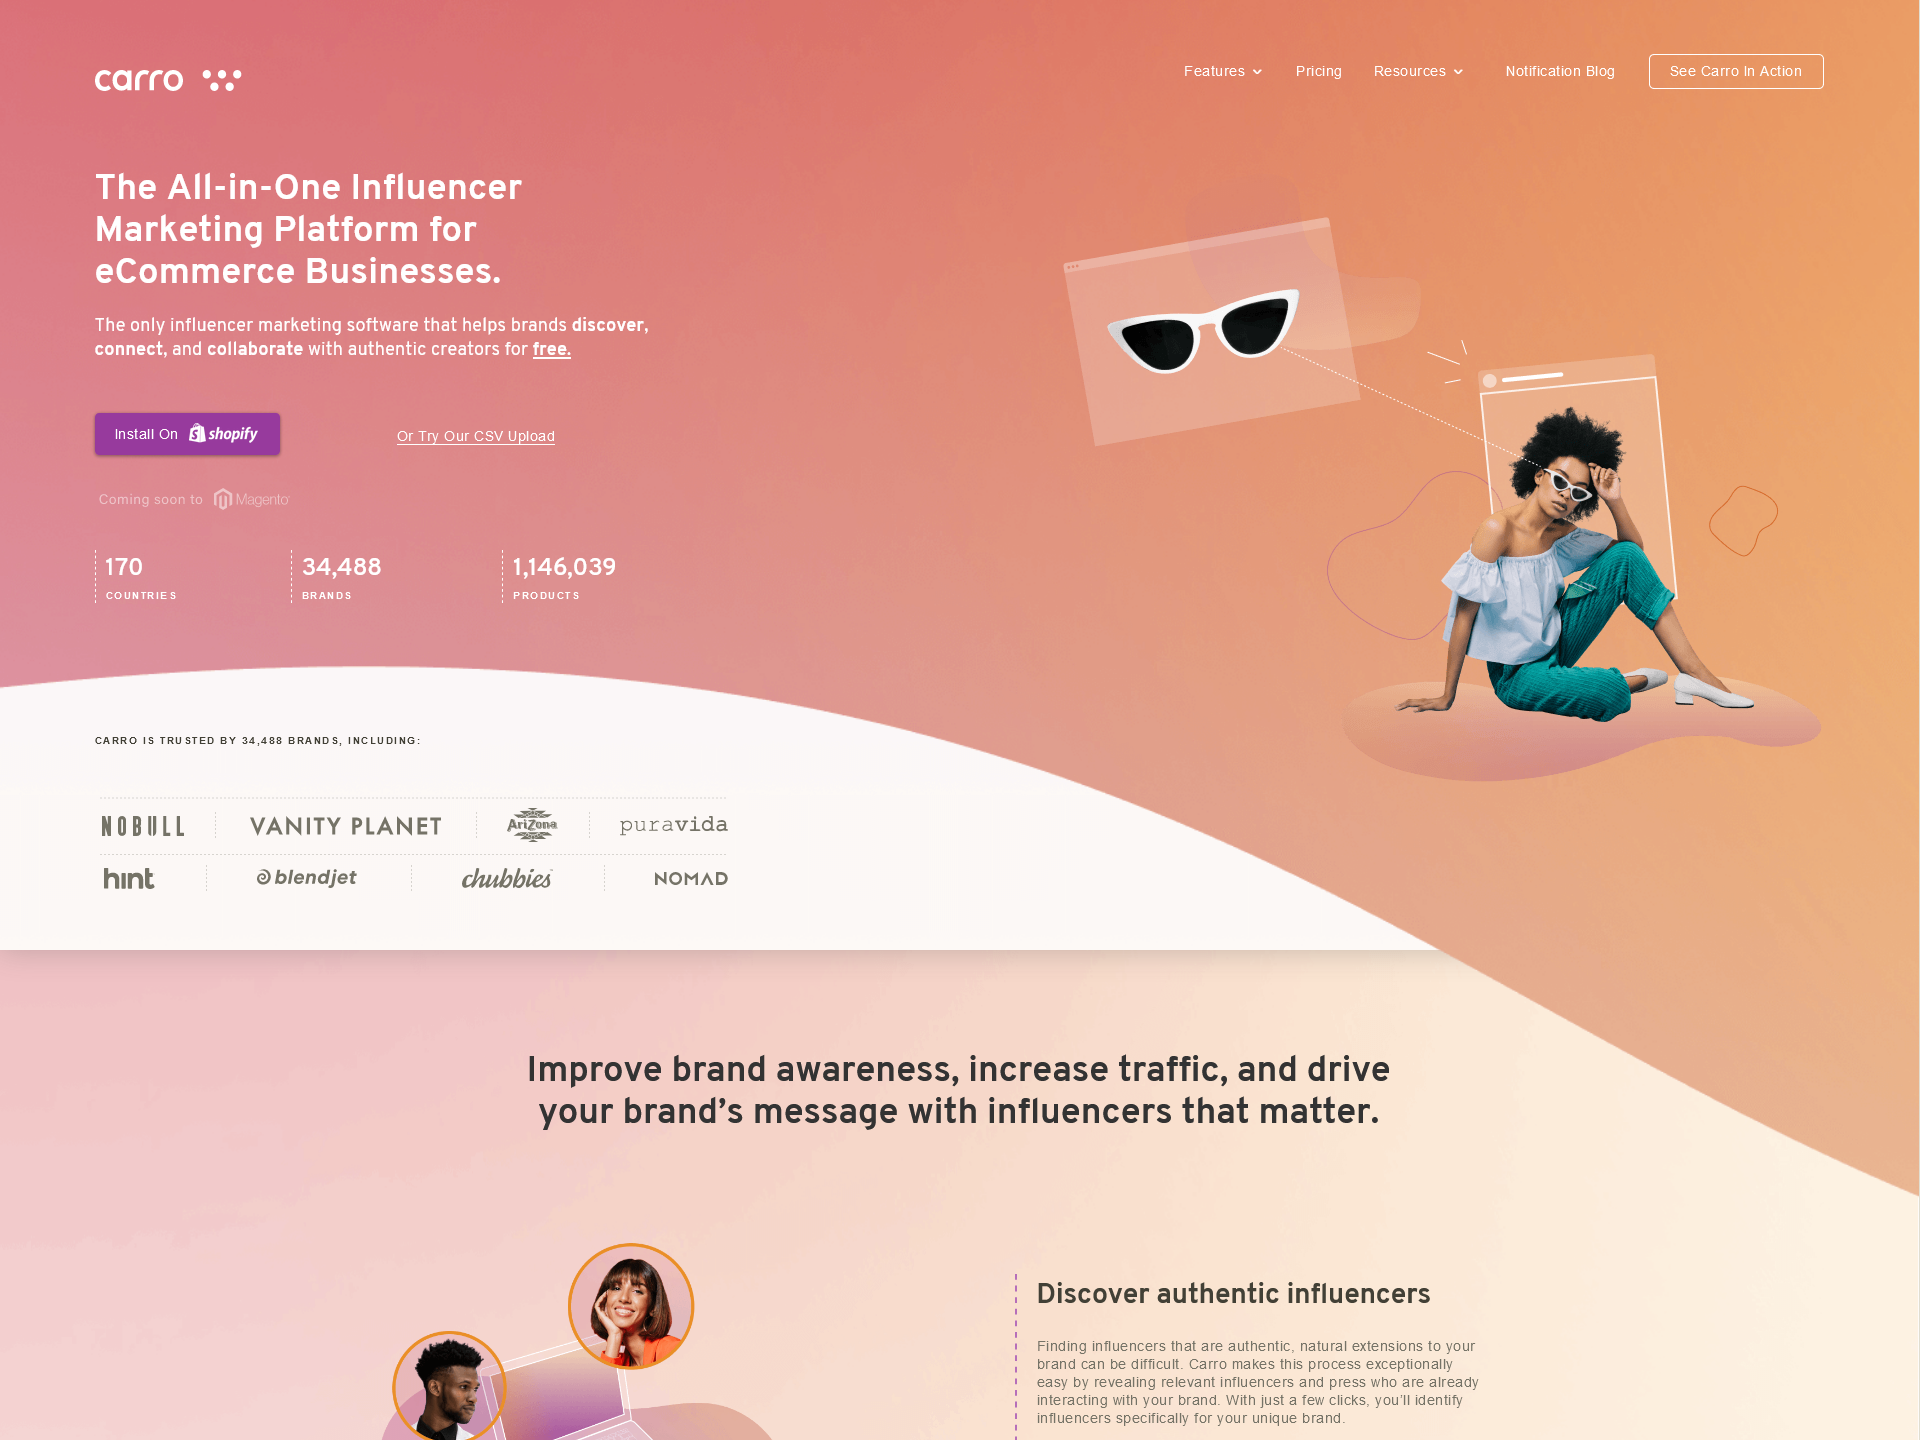 carro
Features
Pricing
Resources
Notification Blog
See Carro In Action
The All-in-One Influencer
Marketing Platform for
eCommerce Businesses.
The only influencer marketing software that helps brands discover,
connect, and collaborate with authentic creators for free.
Install On shopify
Or Try Our CSV Upload
Coming soon to Magento
170
COUNTRIES
34,488
BRANDS
1,146,039
PRODUCTS
CARRO IS TRUSTED BY 34,488 BRANDS, INCLUDING:
NOBULL
VANITY PLANET
AriZona
puravida
hint
blendjet
chubbies
NOMAD
Improve brand awareness, increase traffic, and drive
your brand’s message with influencers that matter.
Discover authentic influencers
Finding influencers that are authentic, natural extensions to your
brand can be difficult. Carro makes this process exceptionally
easy by revealing relevant influencers and press who are already
interacting with your brand. With just a few clicks, you’ll identify
influencers specifically for your unique brand.